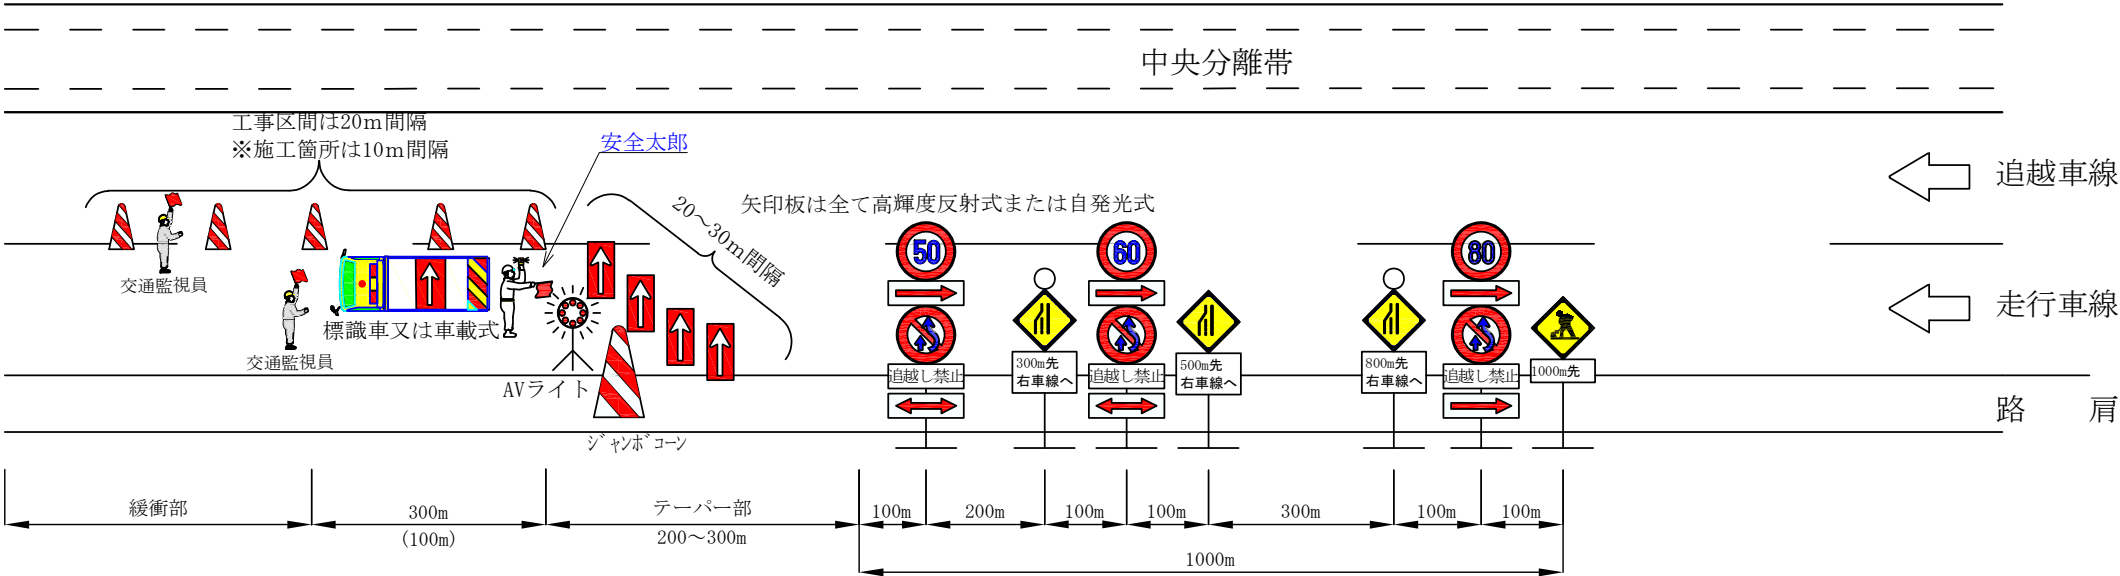 中央分離帯
工事区間は20m間隔
※施工箇所は10m間隔
安全太郎
追越車線
20～30m間隔
矢印板は全て高輝度反射式または自発光式
50
60
80
交通監視員
標識車又は車載式
走行車線
交通監視員
AVライト
追越し禁止
300m先
右車線へ
追越し禁止
500m先
右車線へ
800m先
右車線へ
追越し禁止
1000m先
路　肩
ジャンボコーン
緩衝部
300m
(100m)
テーパー部
200～300m
100m
200m
100m
100m
300m
100m
100m
1000m